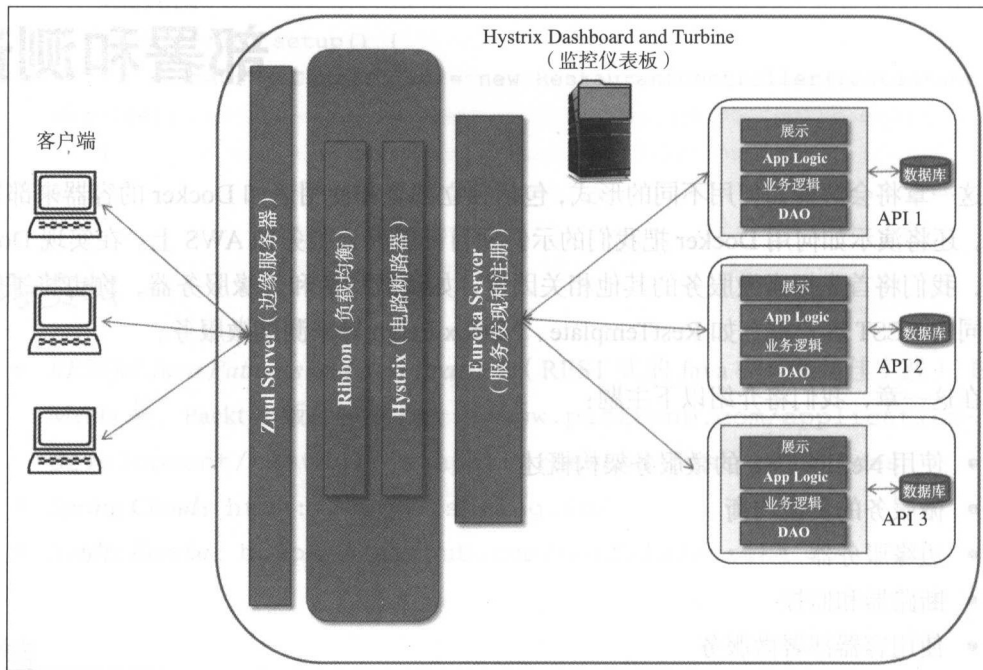 Hystrix Dashboard and Turbine
（监控仪表板）
客户端
Zuul Server（边缘服务器）
Ribbon（负载均衡）
Hystrix（电路断路器）
Eureka Server
（服务发现和注册）
展示
App Logic
业务逻辑
DAO
数据库
API 1
展示
App Logic
业务逻辑
DAO
数据库
API 2
展示
App Logic
业务逻辑
DAO
数据库
API 3